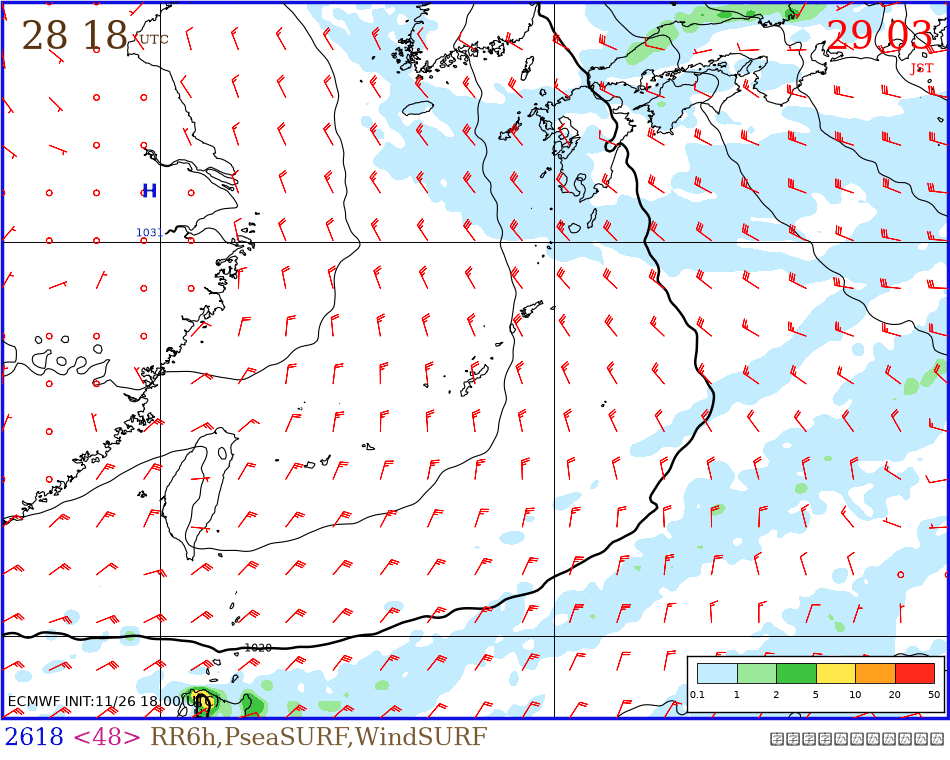 28 18 UTC
29 03
JST
H
1031
1020
0.1 1 2 5 10 20 50
ECMWF INIT:11/26 18:00(UTC)
2618 <48> RR6h,PseaSURF,WindSURF